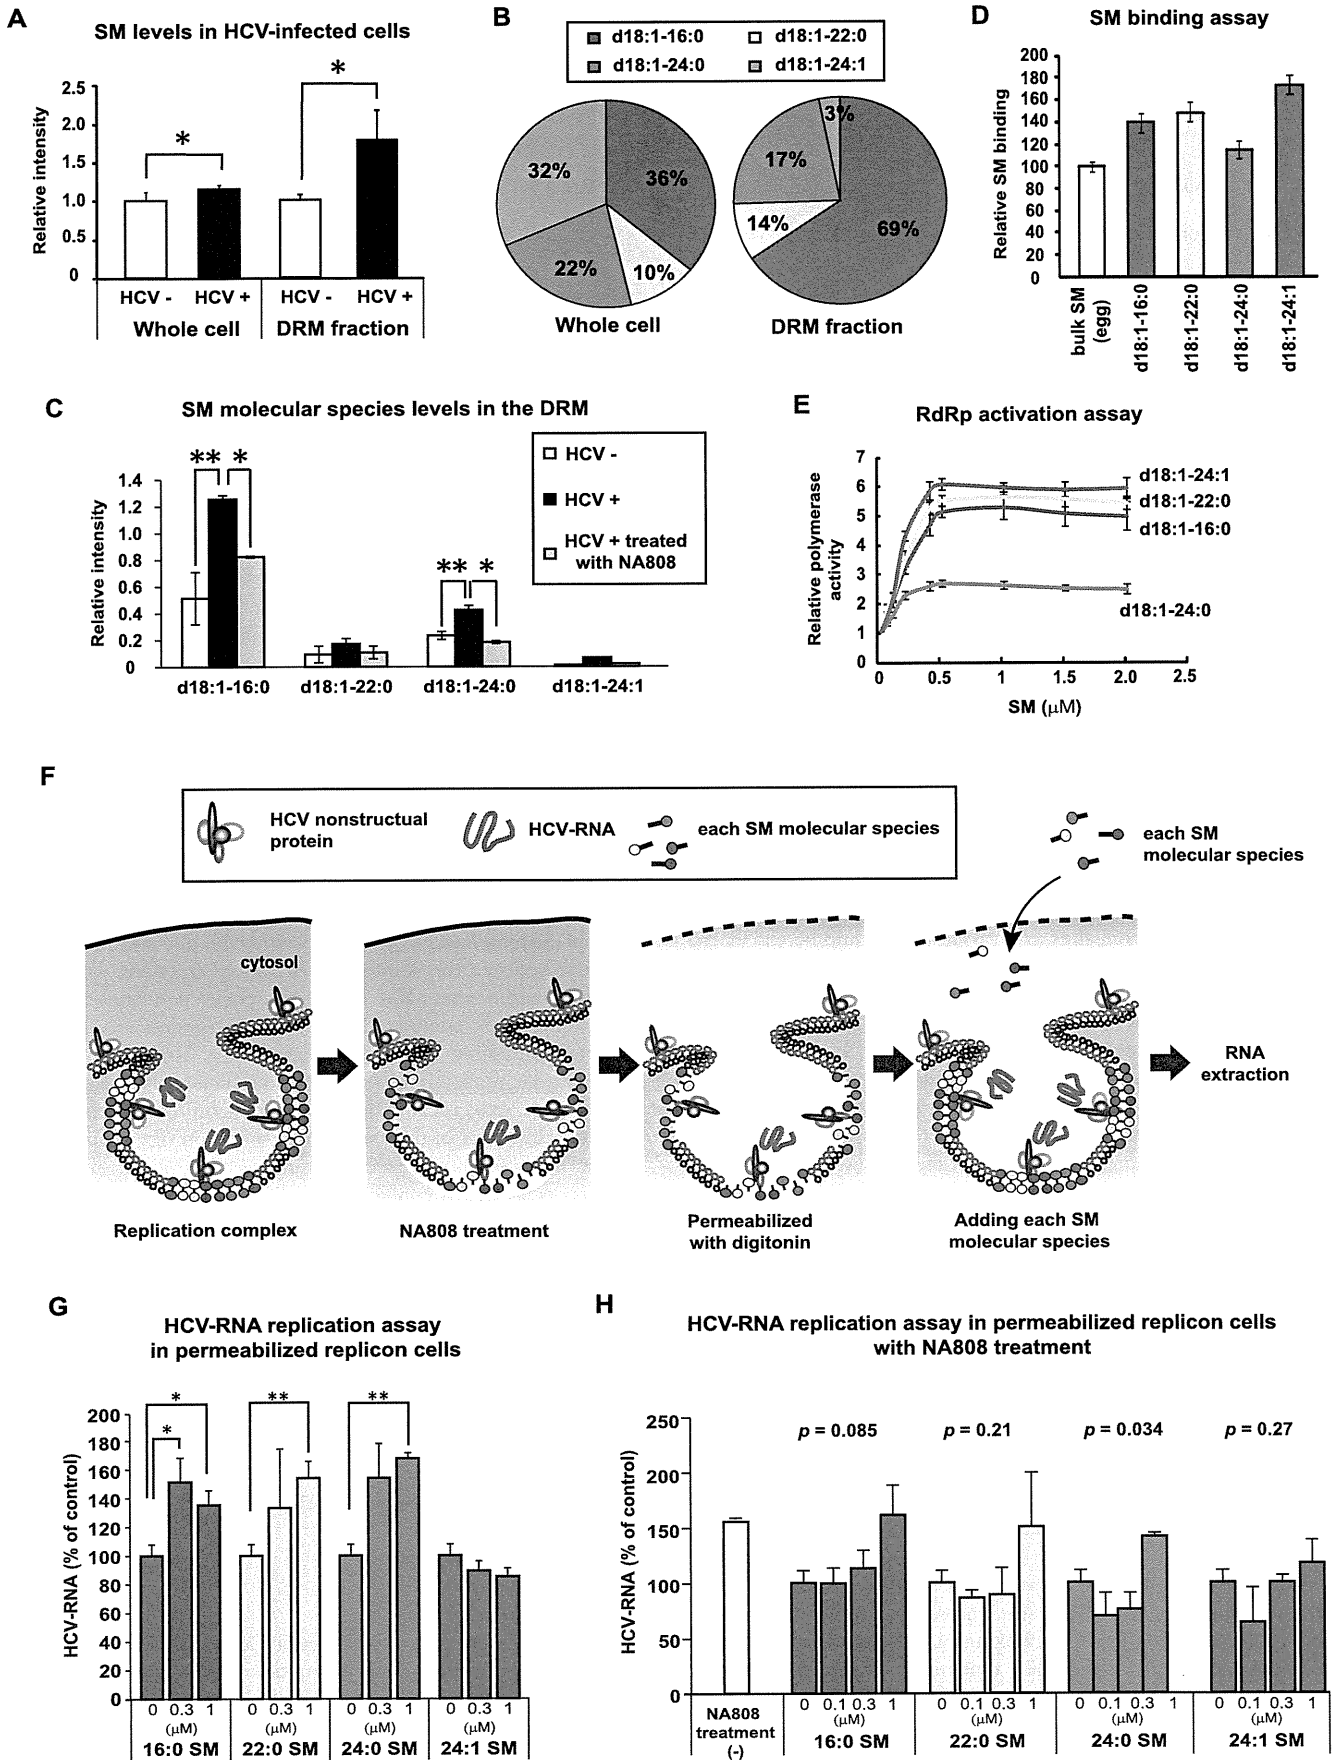 A
SM levels in HCV-infected cells
Relative intensity
2.5
2.0
1.5
1.0
0.5
0
*
*
HCV -
HCV +
HCV -
HCV +
Whole cell
DRM fraction
B
d18:1-16:0
d18:1-22:0
d18:1-24:0
d18:1-24:1
32%
36%
22%
10%
Whole cell
3%
17%
14%
69%
DRM fraction
D
SM binding assay
Relative SM binding
200
180
160
140
120
100
80
60
40
20
0
bulk SM
(egg)
d18:1-16:0
d18:1-22:0
d18:1-24:0
d18:1-24:1
C
SM molecular species levels in the DRM
Relative intensity
1.4
1.2
1.0
0.8
0.6
0.4
0.2
0
** *
** *
HCV -
HCV +
HCV + treated
with NA808
d18:1-16:0
d18:1-22:0
d18:1-24:0
d18:1-24:1
E
RdRp activation assay
Relative polymerase
activity
7
6
5
4
3
2
1
0
d18:1-24:1
d18:1-22:0
d18:1-16:0
d18:1-24:0
0
0.5
1
1.5
2.0
2.5
SM (μM)
F
HCV nonstructual
protein
HCV-RNA
each SM molecular species
each SM
molecular species
cytosol
RNA
extraction
Replication complex
NA808 treatment
Permeabilized
with digitonin
Adding each SM
molecular species
G
HCV-RNA replication assay
in permeabilized replicon cells
HCV-RNA (% of control)
200
180
160
140
120
100
80
60
40
20
0
*
*
**
**
0 0.3 1
0 0.3 1
0 0.3 1
0 0.3 1
(μM)
(μM)
(μM)
(μM)
16:0 SM
22:0 SM
24:0 SM
24:1 SM
H
HCV-RNA replication assay in permeabilized replicon cells
with NA808 treatment
HCV-RNA (% of control)
250
200
150
100
50
0
p = 0.085
p = 0.21
p = 0.034
p = 0.27
NA808
treatment
(-)
0 0.1 0.3 1
0 0.1 0.3 1
0 0.1 0.3 1
0 0.1 0.3 1
(μM)
(μM)
(μM)
(μM)
16:0 SM
22:0 SM
24:0 SM
24:1 SM